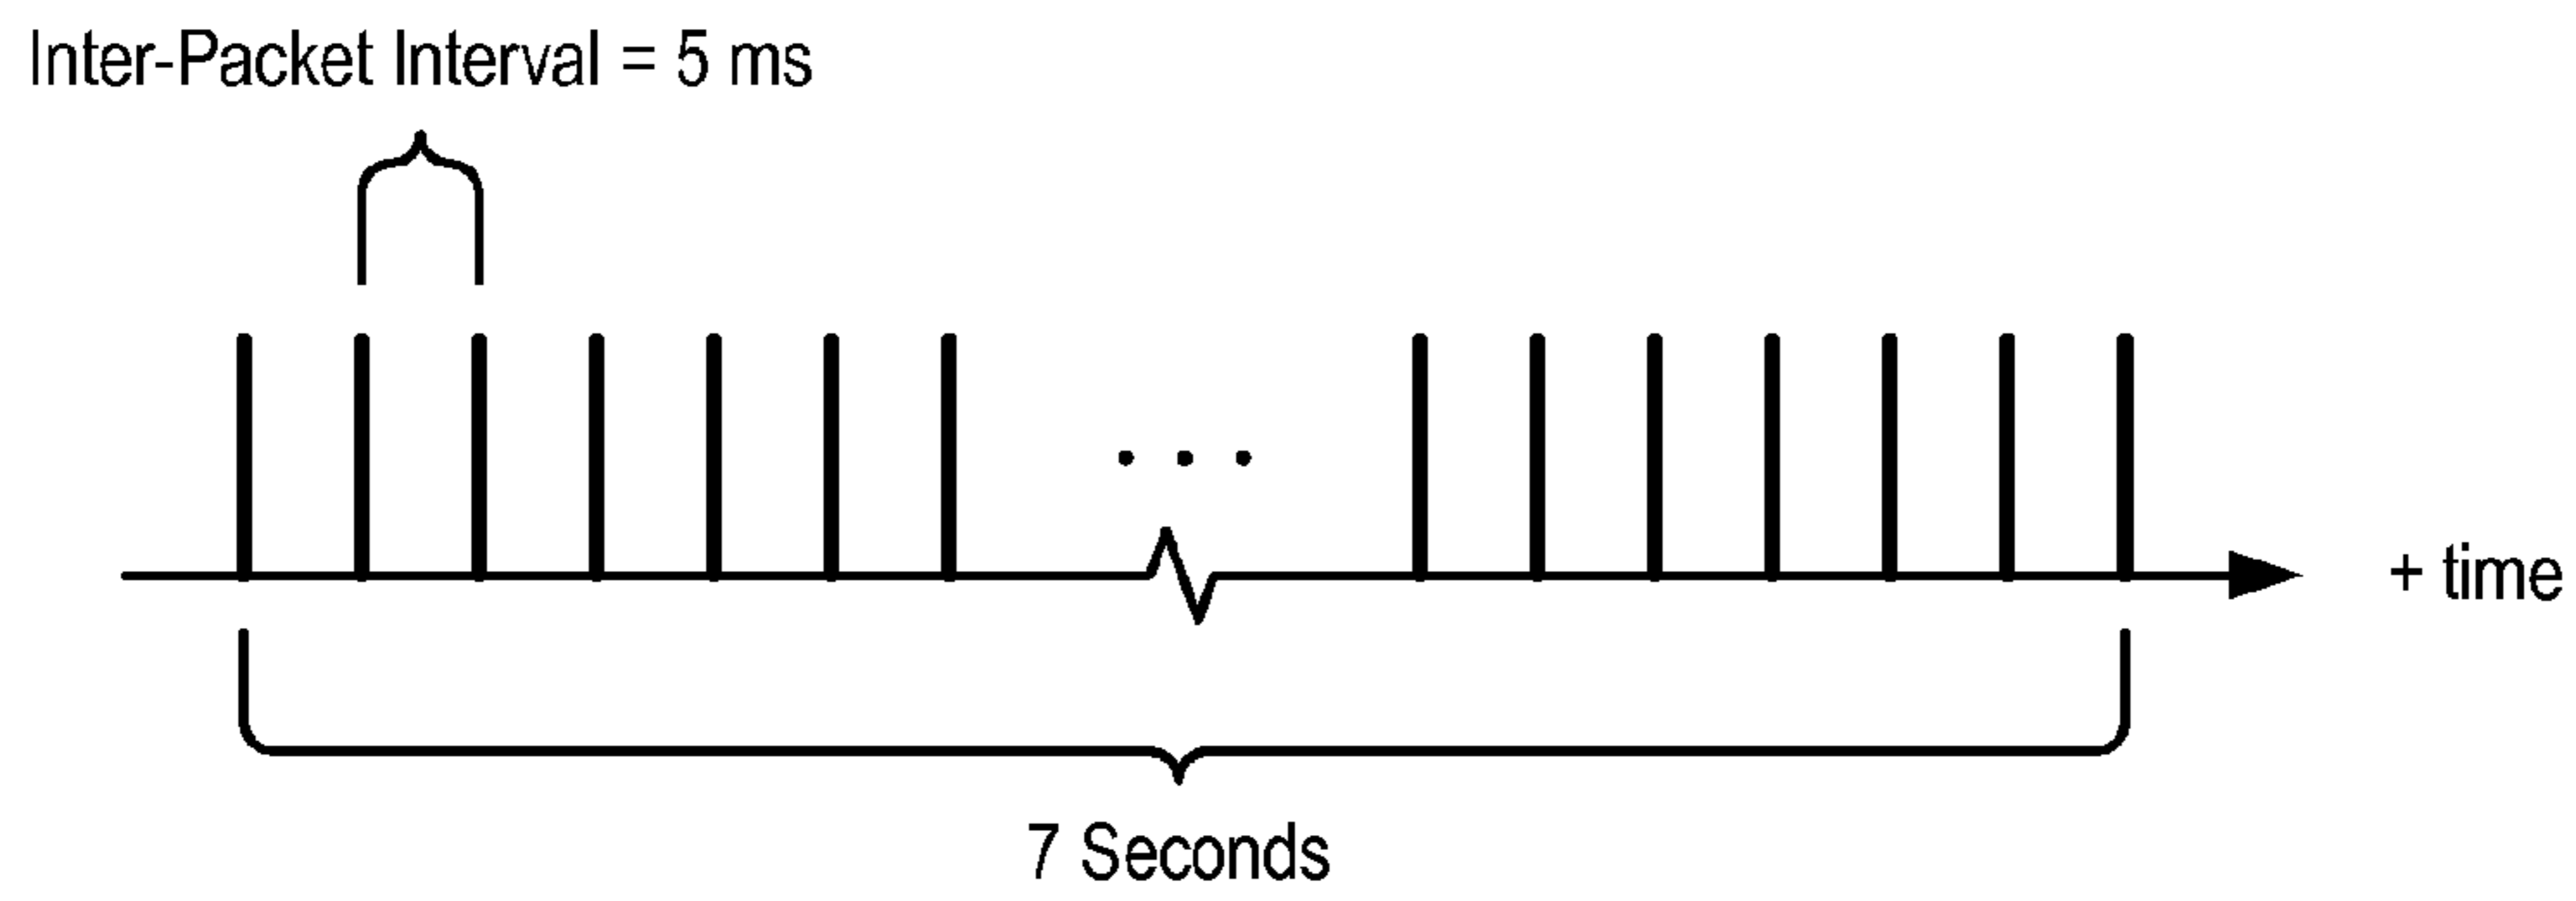 Inter-Packet Interval = 5 ms
. . .
+ time
7 Seconds